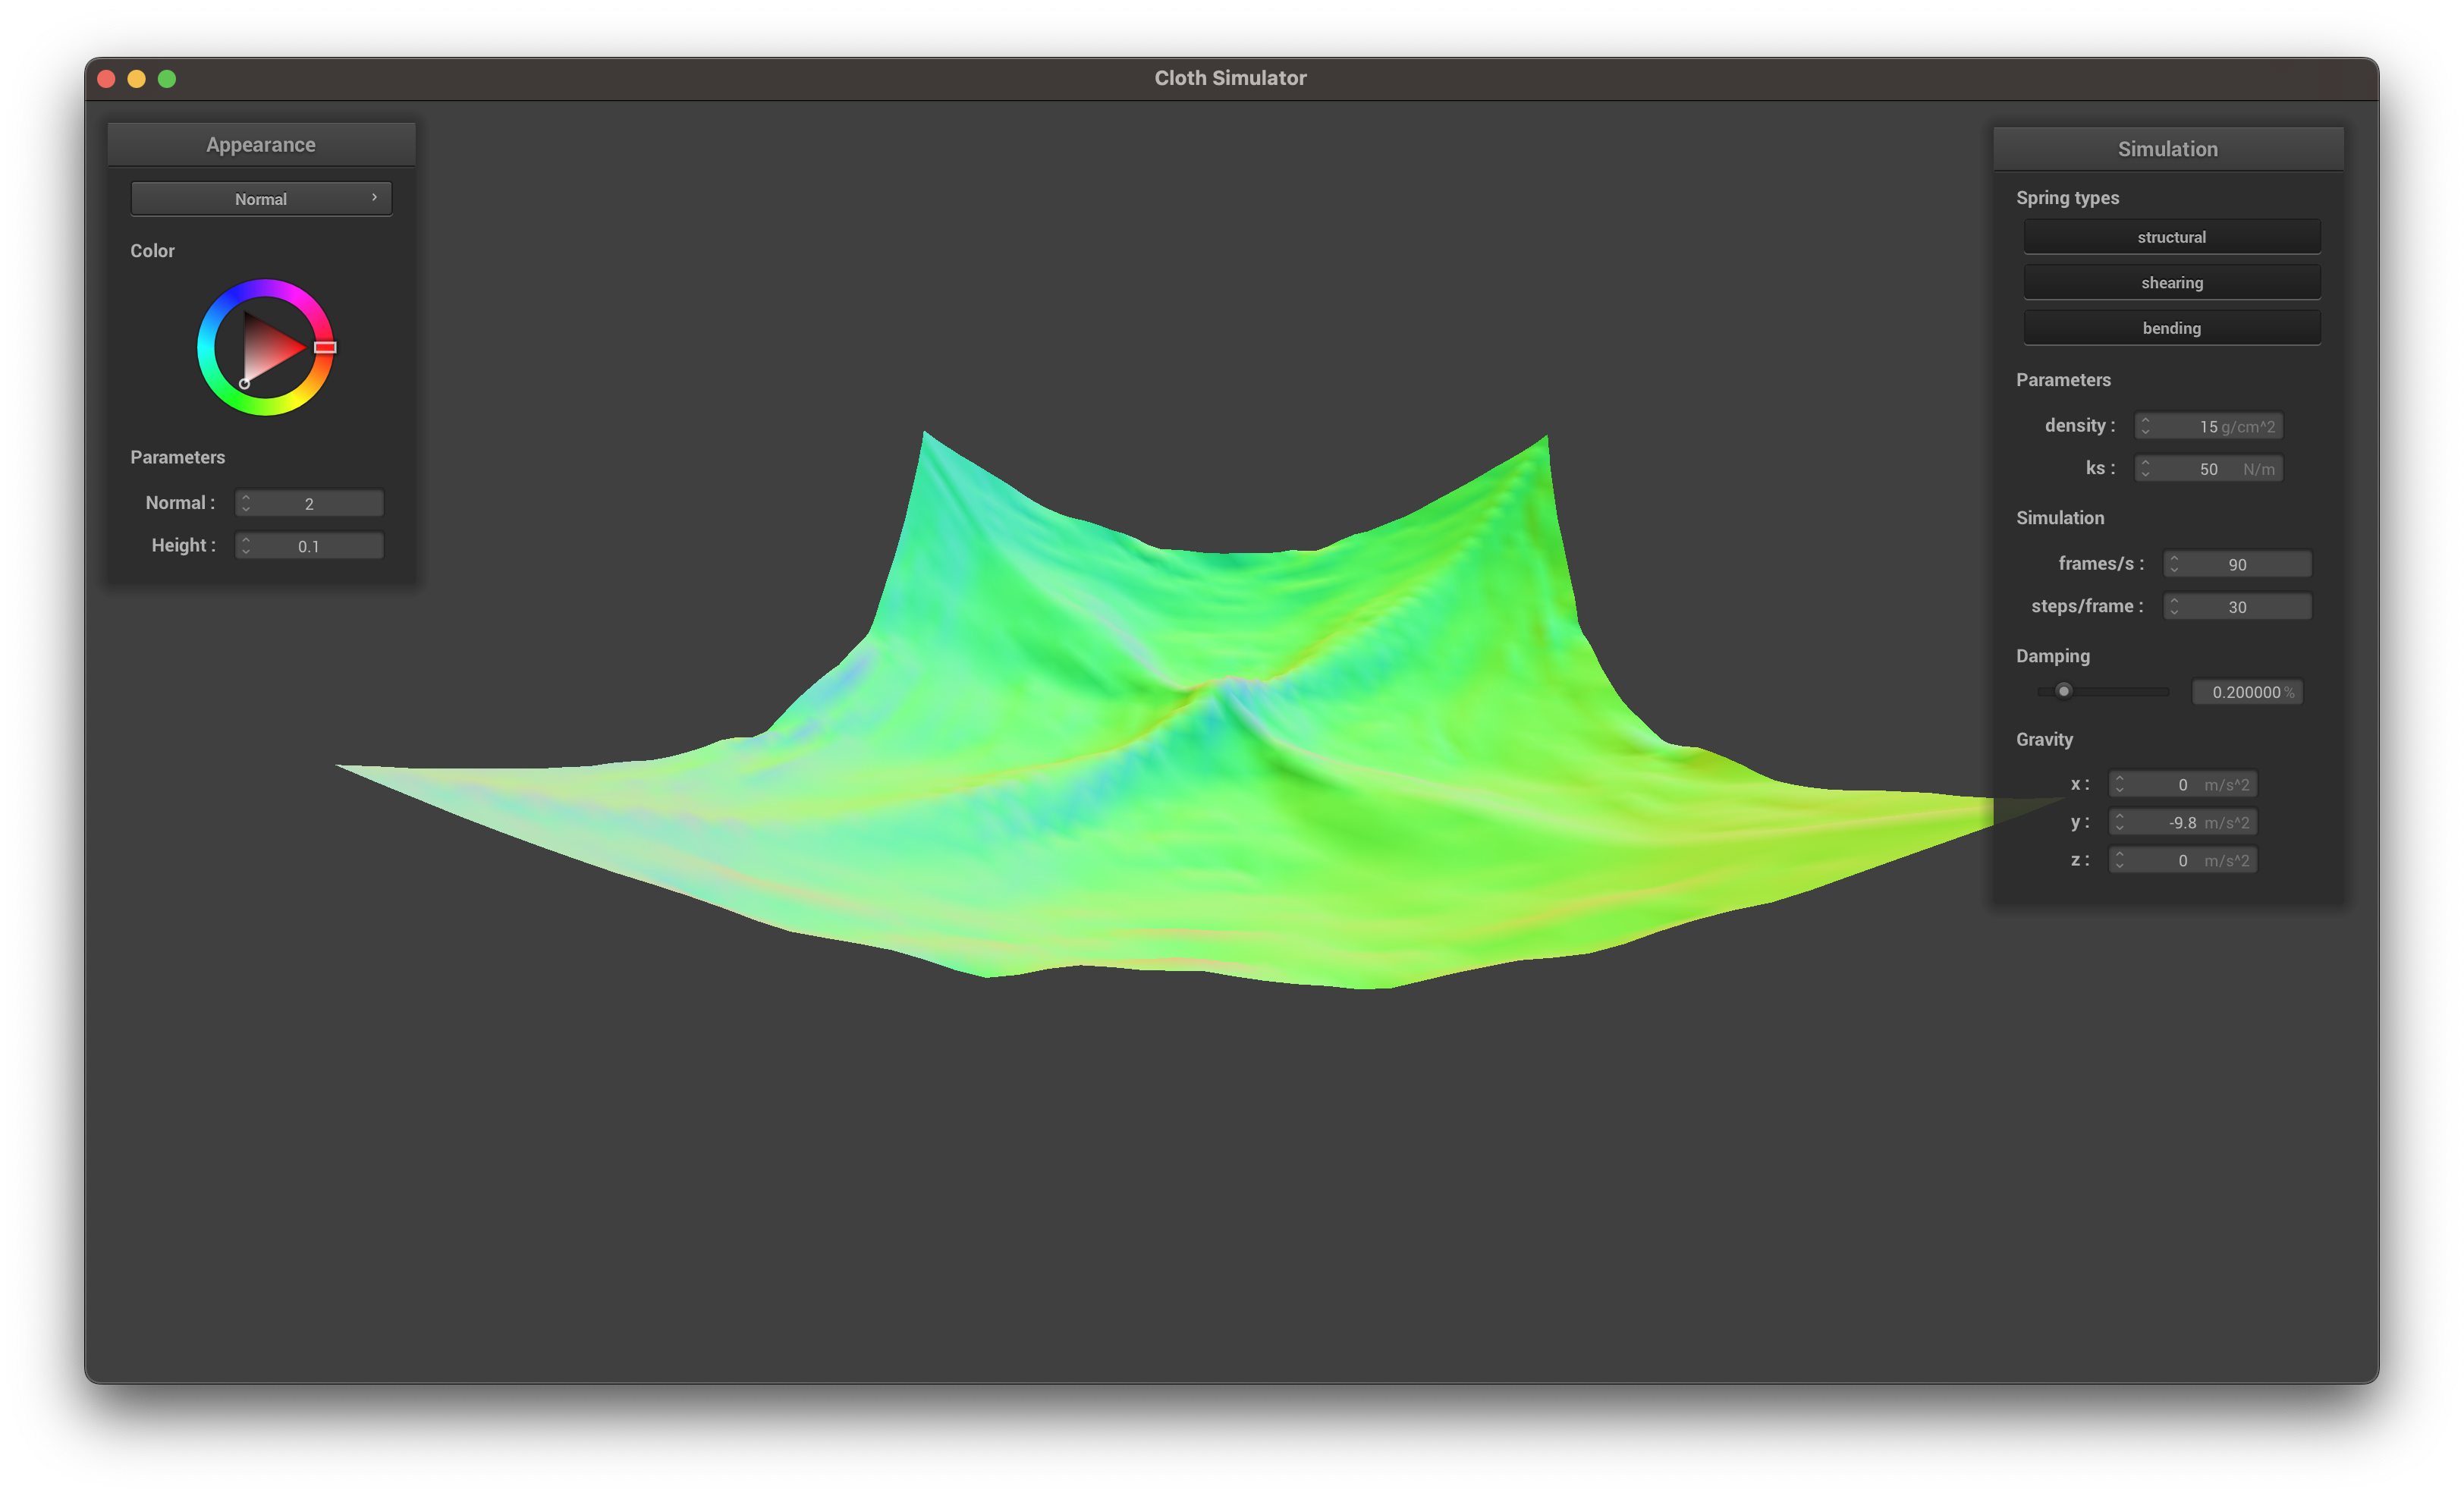 Cloth Simulator
Appearance
Normal
Color
Parameters
Normal : 2
Height : 0.1
Simulation
Spring types
structural
shearing
bending
Parameters
density : 15 g/cm^2
ks : 50 N/m
Simulation
frames/s : 90
steps/frame : 30
Damping
0.200000 %
Gravity
x : 0 m/s^2
y : -9.8 m/s^2
z : 0 m/s^2